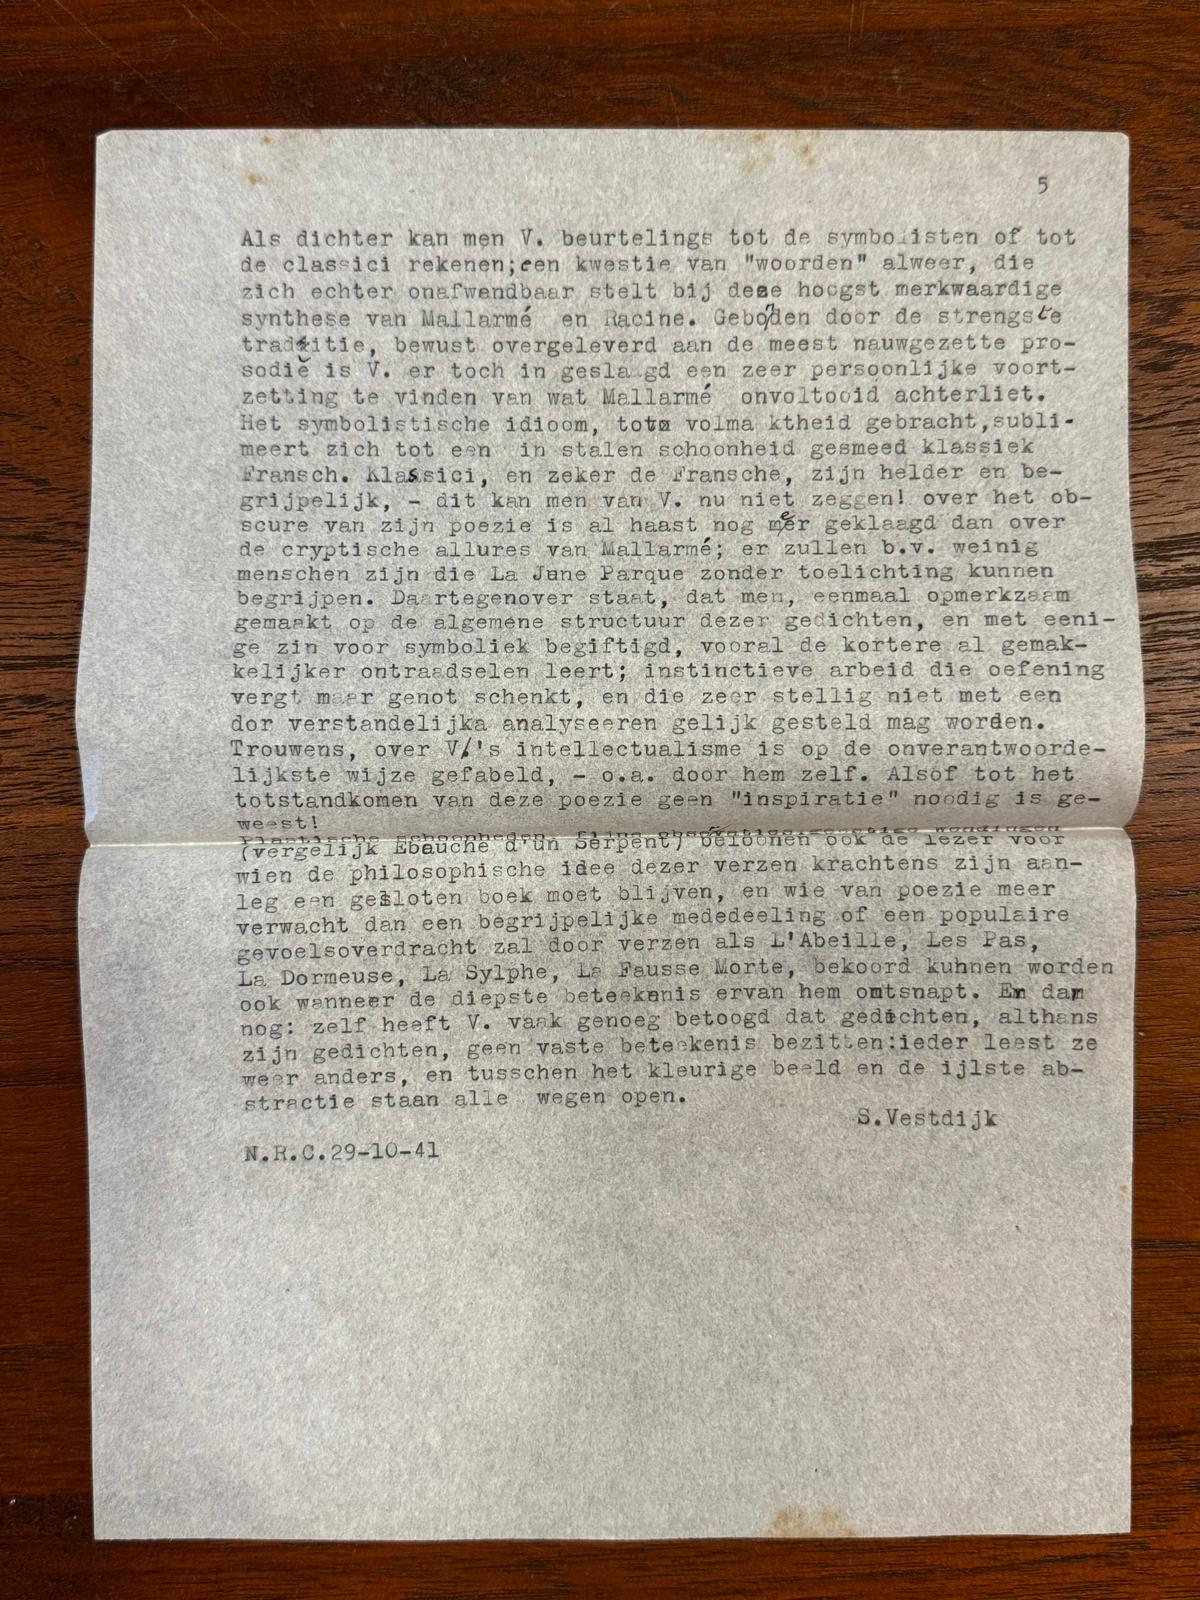 5
Als dichter kan men V. beurtelings tot de symbolisten of tot
de classici rekenen;een kwestie van "woorden" alweer, die
zich echter onafwendbaar stelt bij deze hoogst merkwaardige
synthese van Mallarmé en Racine. Geboden door de strengste
traditie, bewust overgeleverd aan de meest nauwgezette pro-
sodië is V. er toch in geslaagd een zeer persoonlijke voort-
zetting te vinden van wat Mallarmé onvoltooid achterliet.
Het symbolistische idioom, tot volma ktheid gebracht,subli-
meert zich tot een in stalen schoonheid gesmeed klassiek
Fransch. Klassici, en zeker de Fransche, zijn helder en be-
grijpelijk, - dit kan men van V. nu niet zeggen! over het ob-
scure van zijn poezie is al haast nog meer geklaagd dan over
de cryptische allures van Mallarmé; er zullen b.v. weinig
menschen zijn die La June Parque zonder toelichting kunnen
begrijpen. Daartegenover staat, dat men, eenmaal opmerkzaam
gemaakt op de algemene structuur dezer gedichten, en met eeni-
ge zin voor symboliek begiftigd, vooral de kortere al gemak-
kelijker ontraadselen leert; instinctieve arbeid die oefening
vergt maar genot schenkt, en die zeer stellig niet met een
dor verstandelijka analyseeren gelijk gesteld mag worden.
Trouwens, over V.'s intellectualisme is op de onverantwoorde-
lijkste wijze gefabeld, - o.a. door hem zelf. Alsof tot het
totstandkomen van deze poezie geen "inspiratie" noodig is ge-
weest!
Plastische schoonheden, fijne observaties, geestige wendingen
(vergelijk Ebauche d'un Serpent) beloonen ook de lezer voor
wien de philosophische idee dezer verzen krachtens zijn aan-
leg een gesloten boek moet blijven, en wie van poezie meer
verwacht dan een begrijpelijke mededeeling of een populaire
gevoelsoverdracht zal door verzen als L'Abeille, Les Pas,
La Dormeuse, La Sylphe, La Fausse Morte, bekoord kuhnen worden
ook wanneer de diepste beteekenis ervan hem ontsnapt. En dan
nog: zelf heeft V. vaak genoeg betoogd dat gedichten, althans
zijn gedichten, geen vaste beteekenis bezitten:ieder leest ze
weer anders, en tusschen het kleurige beeld en de ijlste ab-
stractie staan alle wegen open.
S.Vestdijk
N.R.C.29-10-41